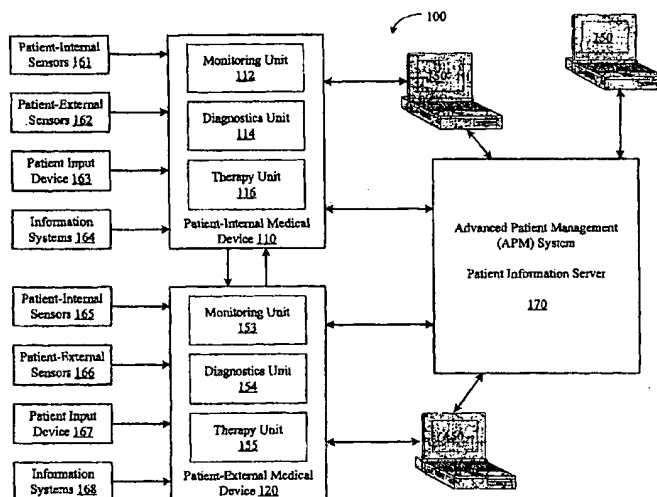 100
Patient-Internal
Sensors 161
Patient-External
Sensors 162
Patient Input
Device 163
Information
Systems 164
Monitoring Unit
112
Diagnostics Unit
114
Therapy Unit
116
Patient-Internal Medical
Device 110
150
150
Advanced Patient Management
(APM) System
Patient Information Server
170
Patient-Internal
Sensors 165
Patient-External
Sensors 166
Patient Input
Device 167
Information
Systems 168
Monitoring Unit
153
Diagnostics Unit
154
Therapy Unit
155
Patient-External Medical
Device 120